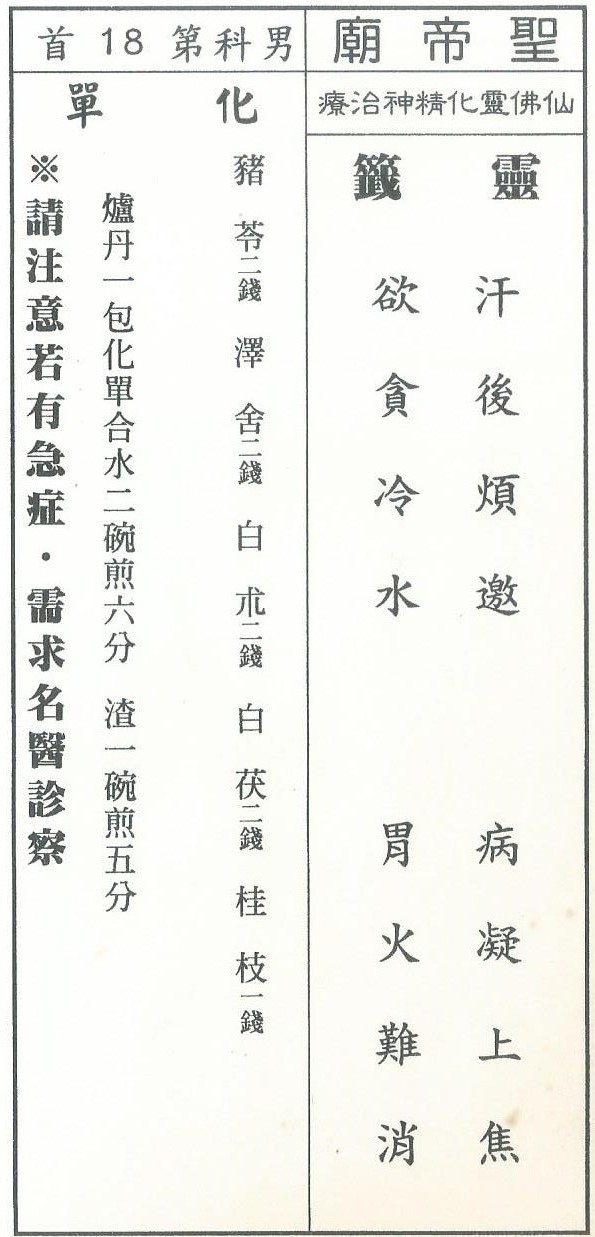 聖帝廟
仙佛靈化精神治療
靈籤
汗後煩邀 病凝上焦
欲貪冷水 胃火難消
男科第18首
化單
豬苓二錢 澤舍二錢 白朮二錢 白茯二錢 桂枝一錢
爐丹一包化單合水二碗煎六分 渣一碗煎五分
※請注意若有急症・需求名醫診察